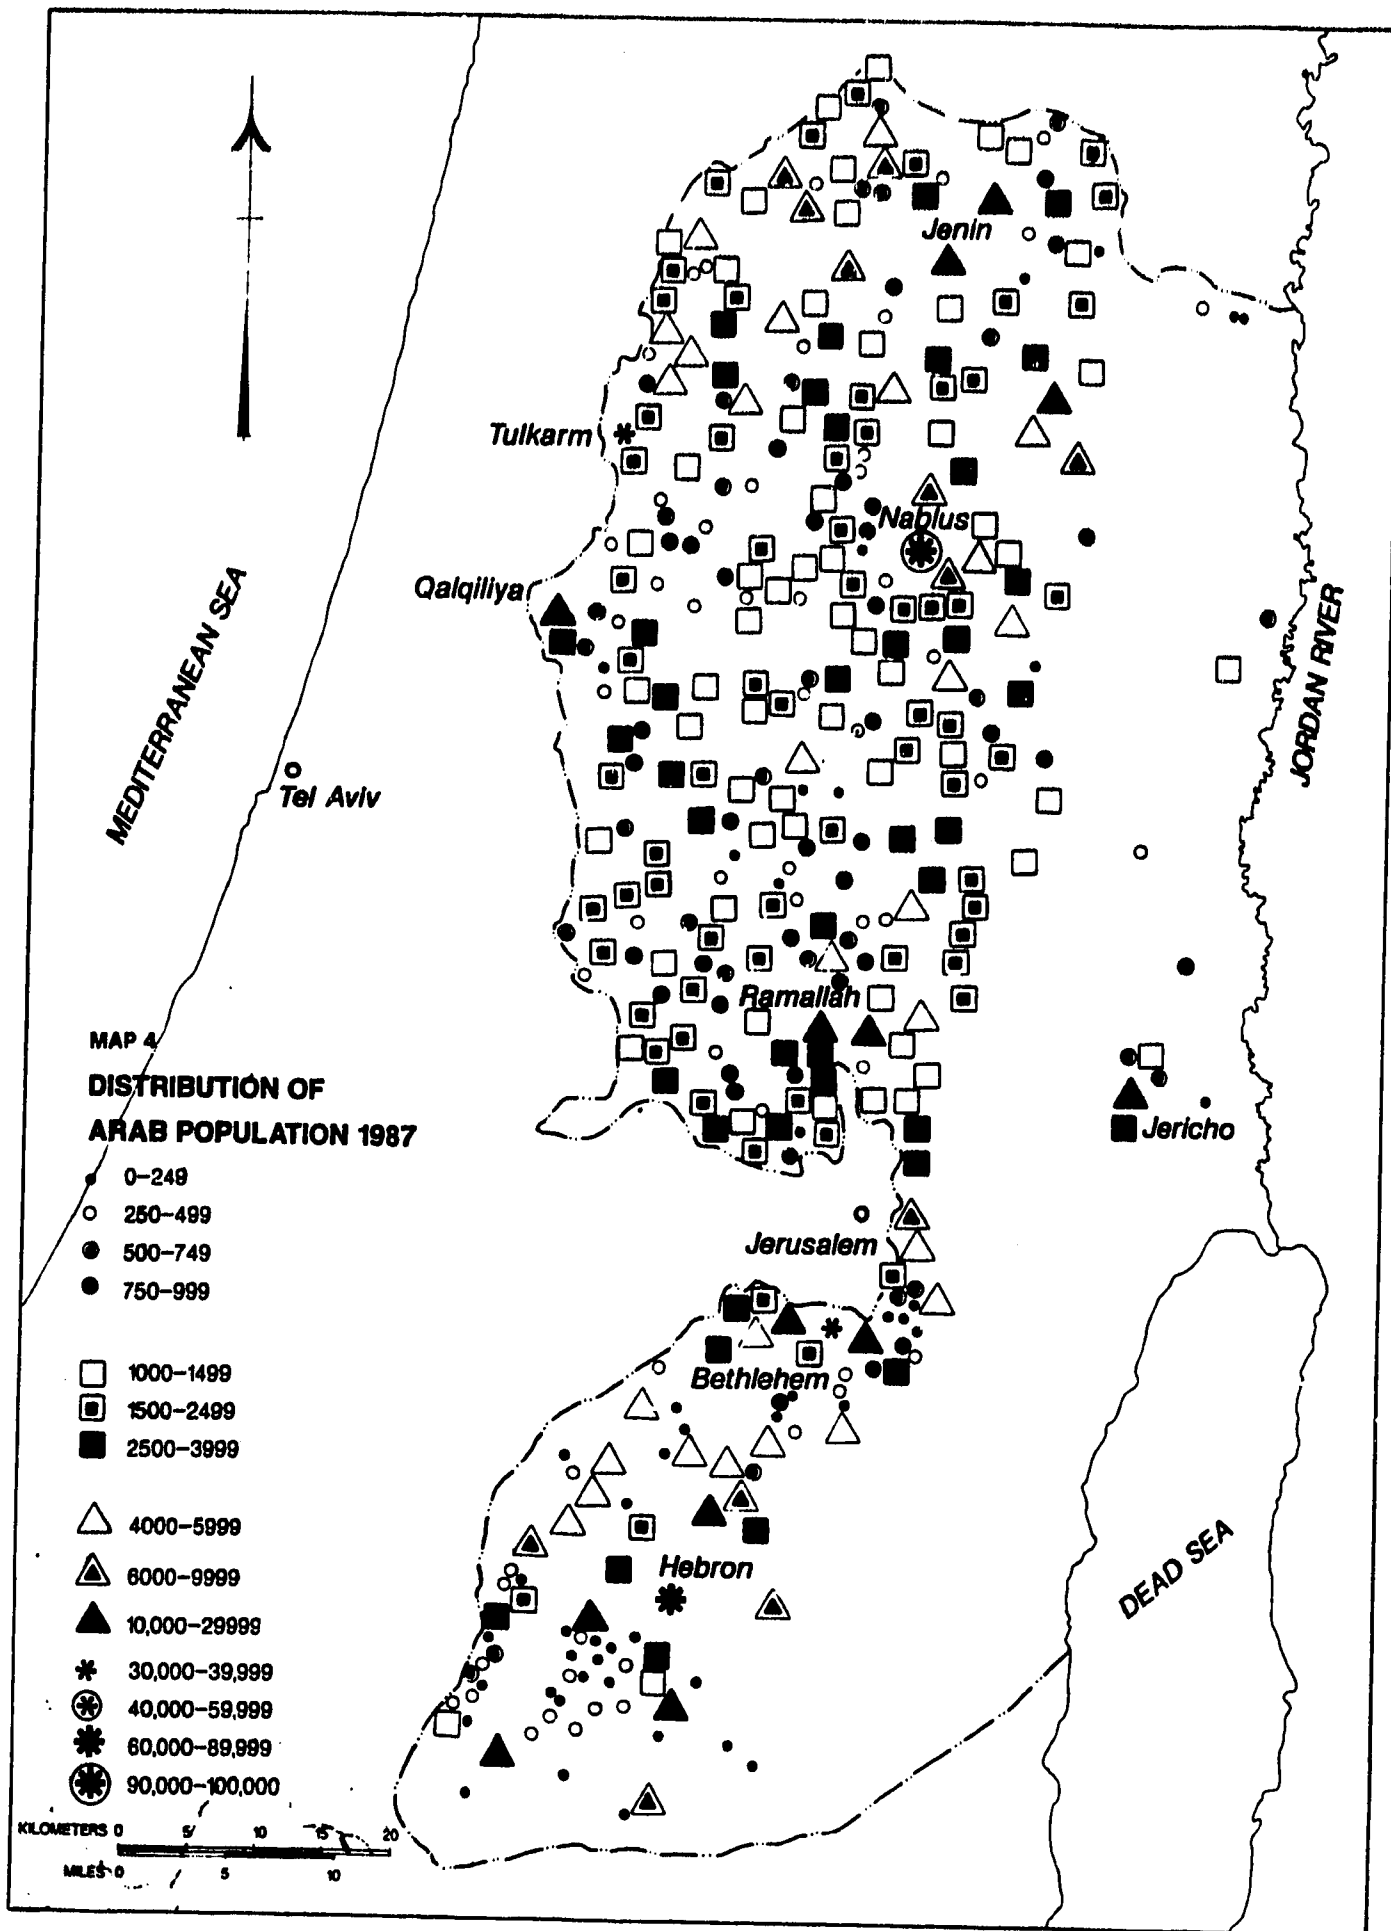 Jenin
Tulkarm
Nablus
Qalqiliya
MEDITERRANEAN SEA
JORDAN RIVER
Tel Aviv
Ramallah
MAP 4
DISTRIBUTION OF
ARAB POPULATION 1987
Jericho
0-249
250-499
500-749
750-999
Jerusalem
1000-1499
1500-2499
2500-3999
Bethlehem
4000-5999
6000-9999
10,000-29999
Hebron
DEAD SEA
30,000-39,999
40,000-59,999
60,000-89,999
90,000-100,000
KILOMETERS 0 5 10 15 20
MILES 0 5 10